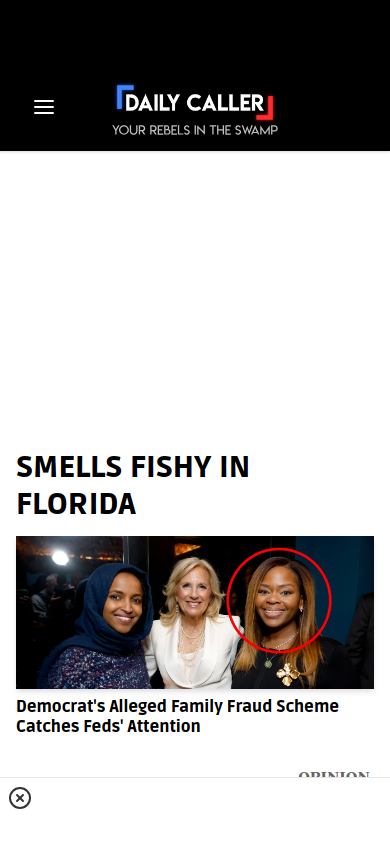 DAILY CALLER
YOUR REBELS IN THE SWAMP
SMELLS FISHY IN
FLORIDA
Democrat's Alleged Family Fraud Scheme
Catches Feds' Attention
OPINION